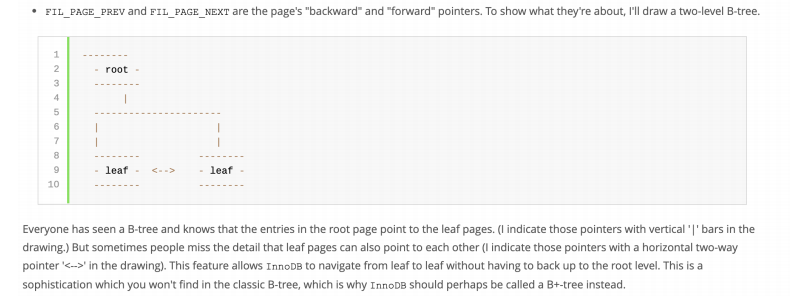 • FIL_PAGE_PREV and FIL_PAGE_NEXT are the page's "backward" and "forward" pointers. To show what they're about, I'll draw a two-level B-tree.
1 --------
2 - root -
3 --------
4 |
5 ----------------------
6 | |
7 | |
8 -------- --------
9 - leaf - <--> - leaf -
10 -------- --------
Everyone has seen a B-tree and knows that the entries in the root page point to the leaf pages. (I indicate those pointers with vertical '|' bars in the
drawing.) But sometimes people miss the detail that leaf pages can also point to each other (I indicate those pointers with a horizontal two-way
pointer '<-->' in the drawing). This feature allows InnoDB to navigate from leaf to leaf without having to back up to the root level. This is a
sophistication which you won't find in the classic B-tree, which is why InnoDB should perhaps be called a B+-tree instead.